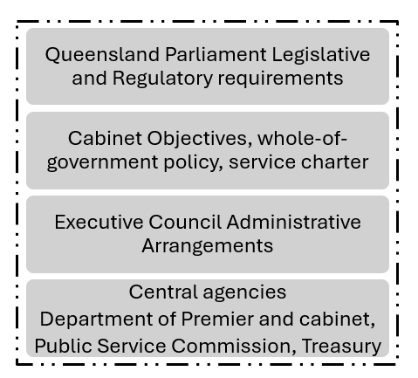 Queensland Parliament Legislative
and Regulatory requirements
Cabinet Objectives, whole-of-
government policy, service charter
Executive Council Administrative
Arrangements
Central agencies
Department of Premier and cabinet,
Public Service Commission, Treasury